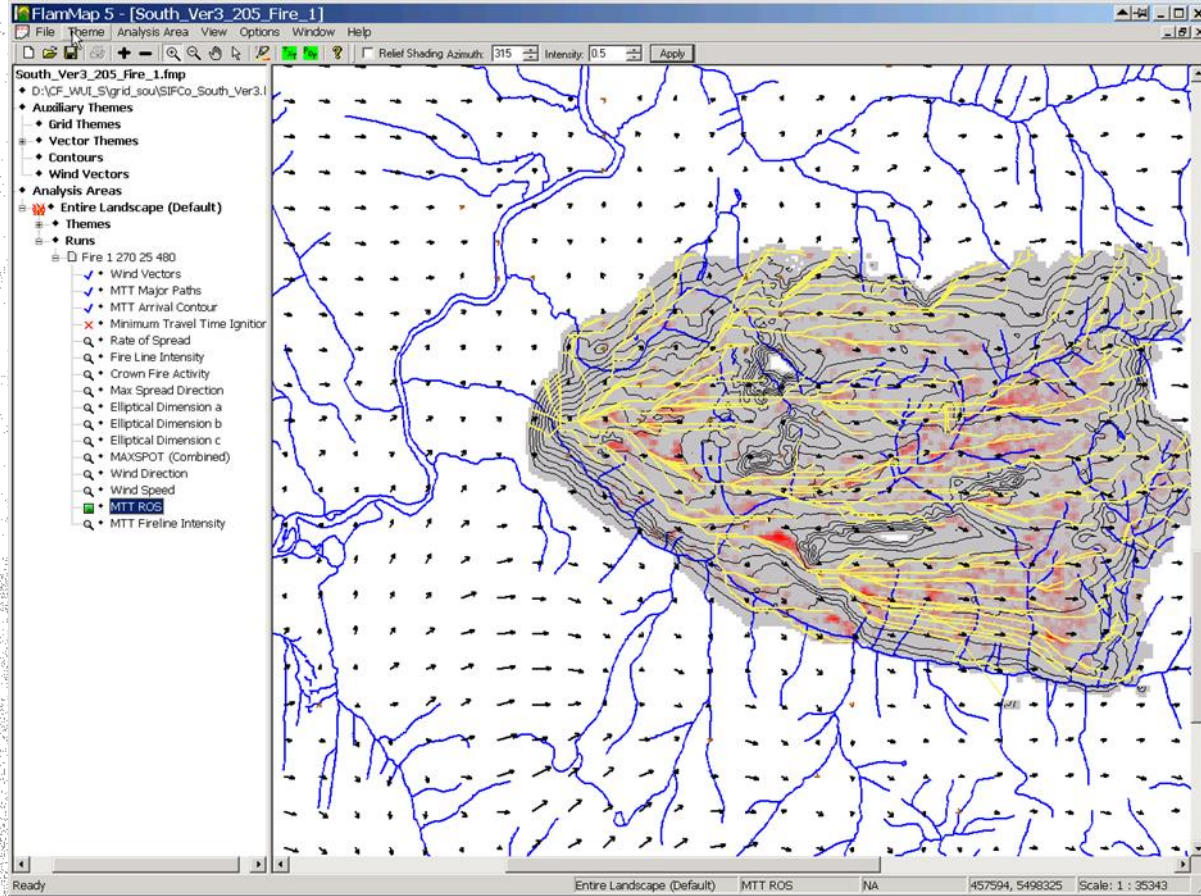 FlamMap 5 - [South_Ver3_205_Fire_1]
File Theme Analysis Area View Options Window Help
Relief Shading Azimuth: 315 Intensity: 0.5 Apply
South_Ver3_205_Fire_1.fmp
D:\CF_WUI_S\grid_sou\SIFCo_South_Ver3.l
Auxiliary Themes
Grid Themes
Vector Themes
Contours
Wind Vectors
Analysis Areas
Entire Landscape (Default)
Themes
Runs
Fire 1 270 25 480
Wind Vectors
MTT Major Paths
MTT Arrival Contour
Minimum Travel Time Ignition
Rate of Spread
Fire Line Intensity
Crown Fire Activity
Max Spread Direction
Elliptical Dimension a
Elliptical Dimension b
Elliptical Dimension c
MAXSPOT (Combined)
Wind Direction
Wind Speed
MTT ROS
MTT Fireline Intensity
Ready Entire Landscape (Default) MTT ROS NA 457594, 5498325 Scale: 1 : 35343